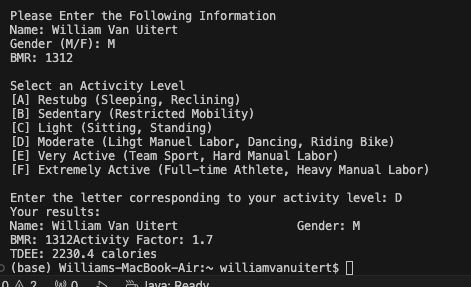 Please Enter the Following Information
Name: William Van Uitert
Gender (M/F): M
BMR: 1312
Select an Activcity Level
[A] Restubg (Sleeping, Reclining)
[B] Sedentary (Restricted Mobility)
[C] Light (Sitting, Standing)
[D] Moderate (Lihgt Manuel Labor, Dancing, Riding Bike)
[E] Very Active (Team Sport, Hard Manual Labor)
[F] Extremely Active (Full-time Athlete, Heavy Manual Labor)
Enter the letter corresponding to your activity level: D
Your results:
Name: William Van Uitert Gender: M
BMR: 1312Activity Factor: 1.7
TDEE: 2230.4 calories
(base) Williams-MacBook-Air:~ williamvanuitert$
0 2 0 Java: Ready